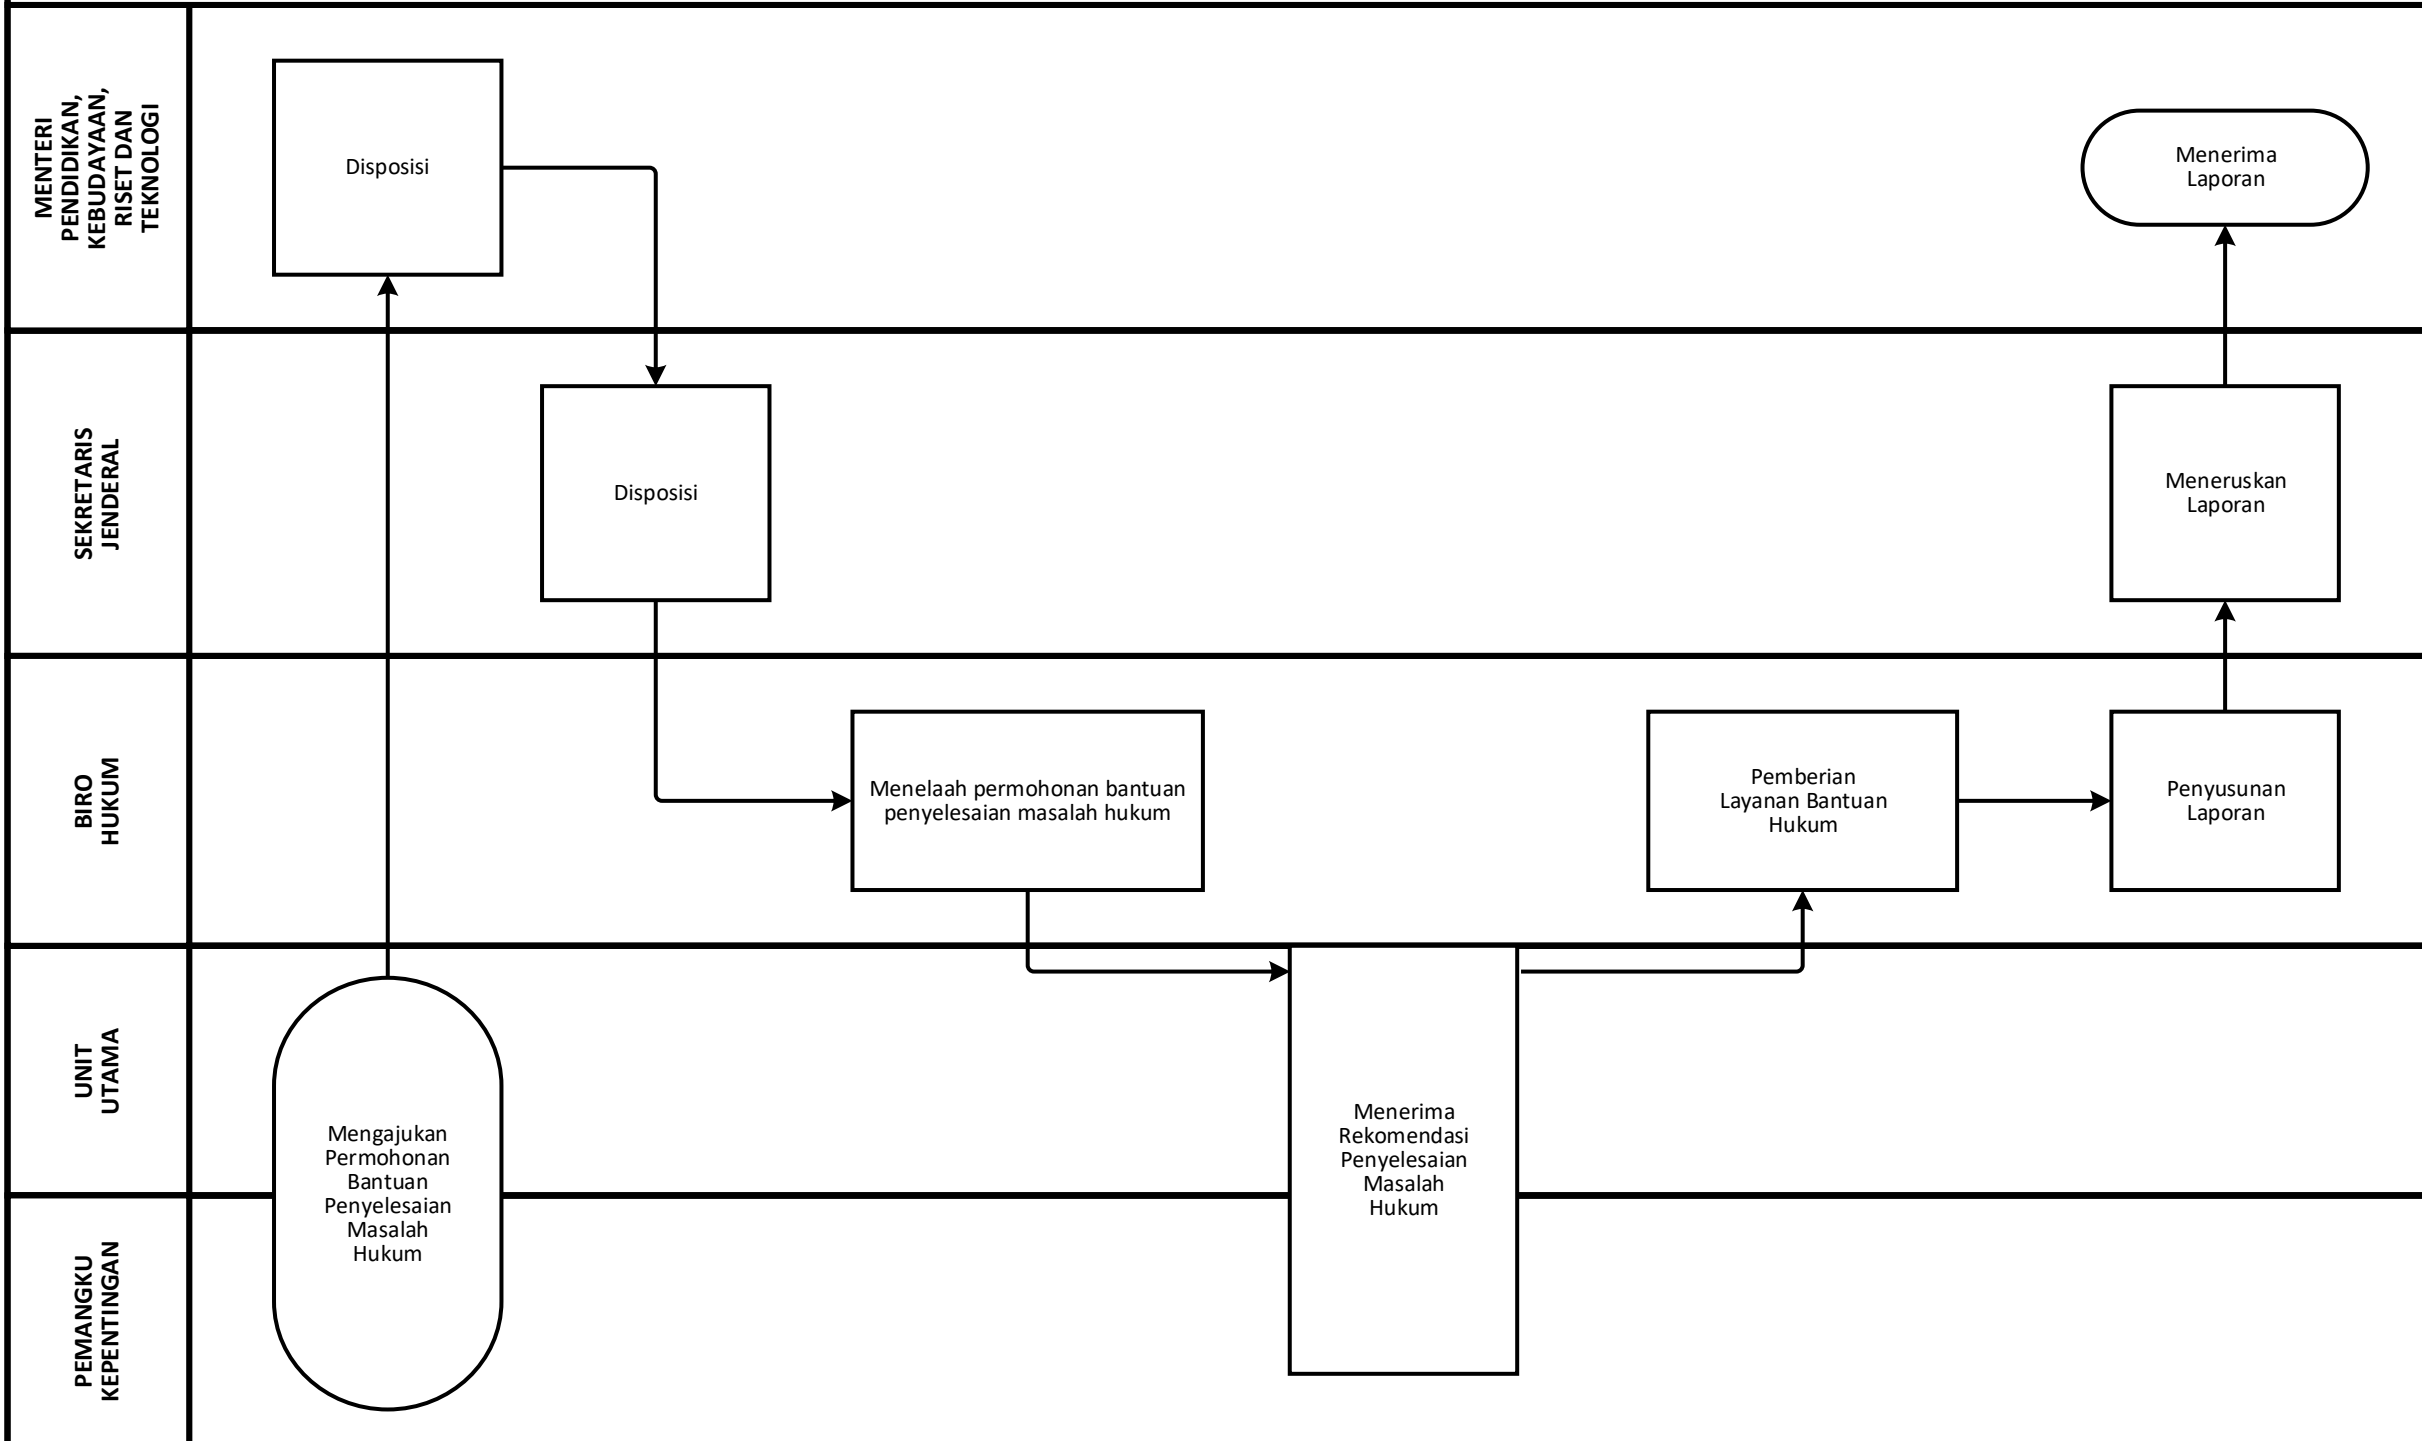 MENTERI
PENDIDIKAN,
KEBUDAYAAN,
RISET DAN
TEKNOLOGI
Disposisi
Menerima
Laporan
SEKRETARIS
JENDERAL
Disposisi
Meneruskan
Laporan
BIRO
HUKUM
Menelaah permohonan bantuan
penyelesaian masalah hukum
Pemberian
Layanan Bantuan
Hukum
Penyusunan
Laporan
UNIT
UTAMA
Mengajukan
Permohonan
Bantuan
Penyelesaian
Masalah
Hukum
Menerima
Rekomendasi
Penyelesaian
Masalah
Hukum
PEMANGKU
KEPENTINGAN